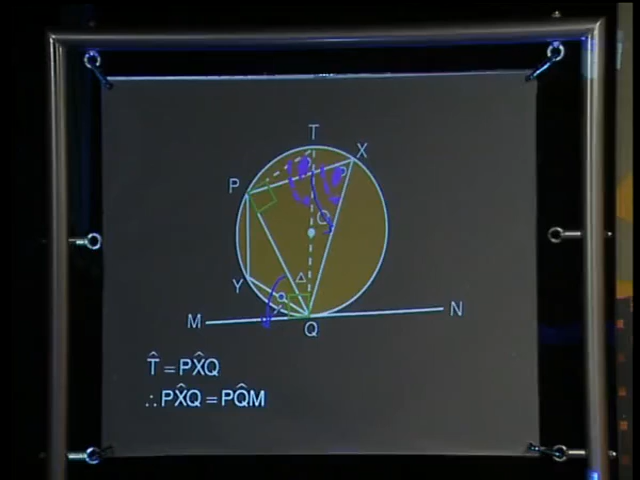 T
X
P
O
Y
M
Q
N
T̂ = PX̂Q
∴ PX̂Q = PQ̂M